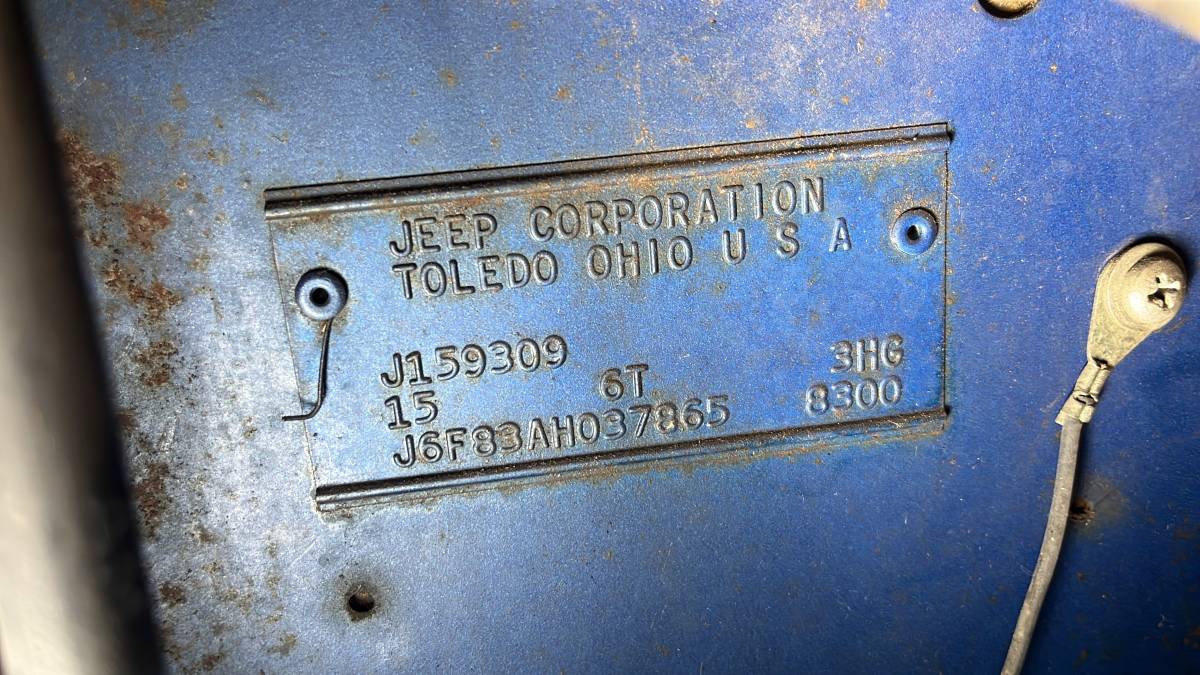 JEEP CORPORATION
TOLEDO OHIO U S A
J159309 3HG
15 6T
J6F83AH037865 8300